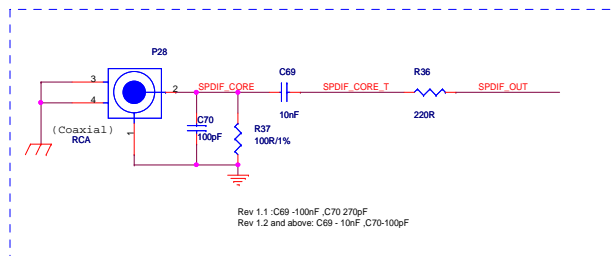 P28
3
2
4
1
(Coaxial)
RCA
SPDIF_CORE
C70
100pF
R37
100R/1%
C69
10nF
SPDIF_CORE_T
R36
220R
SPDIF_OUT
Rev 1.1 :C69 -100nF ,C70 270pF
Rev 1.2 and above: C69 - 10nF ,C70-100pF